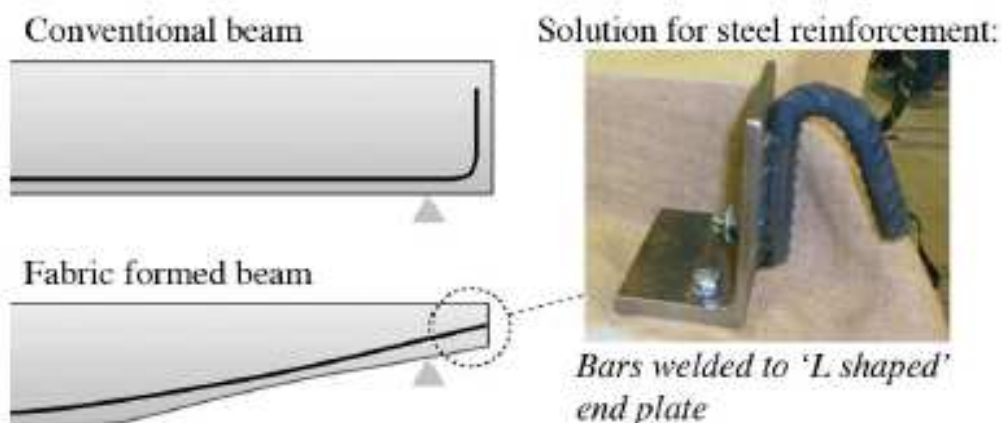 Conventional beam
Solution for steel reinforcement:
Fabric formed beam
Bars welded to ‘L shaped’
end plate